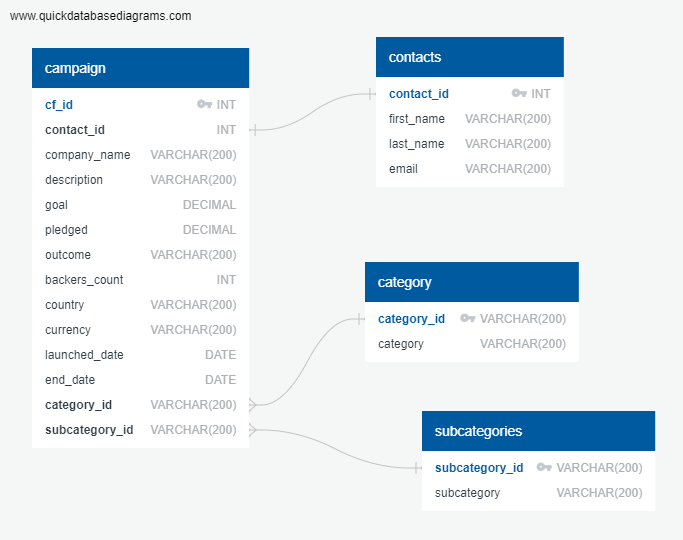 www.quickdatabasediagrams.com
campaign
cf_id INT
contact_id INT
company_name VARCHAR(200)
description VARCHAR(200)
goal DECIMAL
pledged DECIMAL
outcome VARCHAR(200)
backers_count INT
country VARCHAR(200)
currency VARCHAR(200)
launched_date DATE
end_date DATE
category_id VARCHAR(200)
subcategory_id VARCHAR(200)
contacts
contact_id INT
first_name VARCHAR(200)
last_name VARCHAR(200)
email VARCHAR(200)
category
category_id VARCHAR(200)
category VARCHAR(200)
subcategories
subcategory_id VARCHAR(200)
subcategory VARCHAR(200)